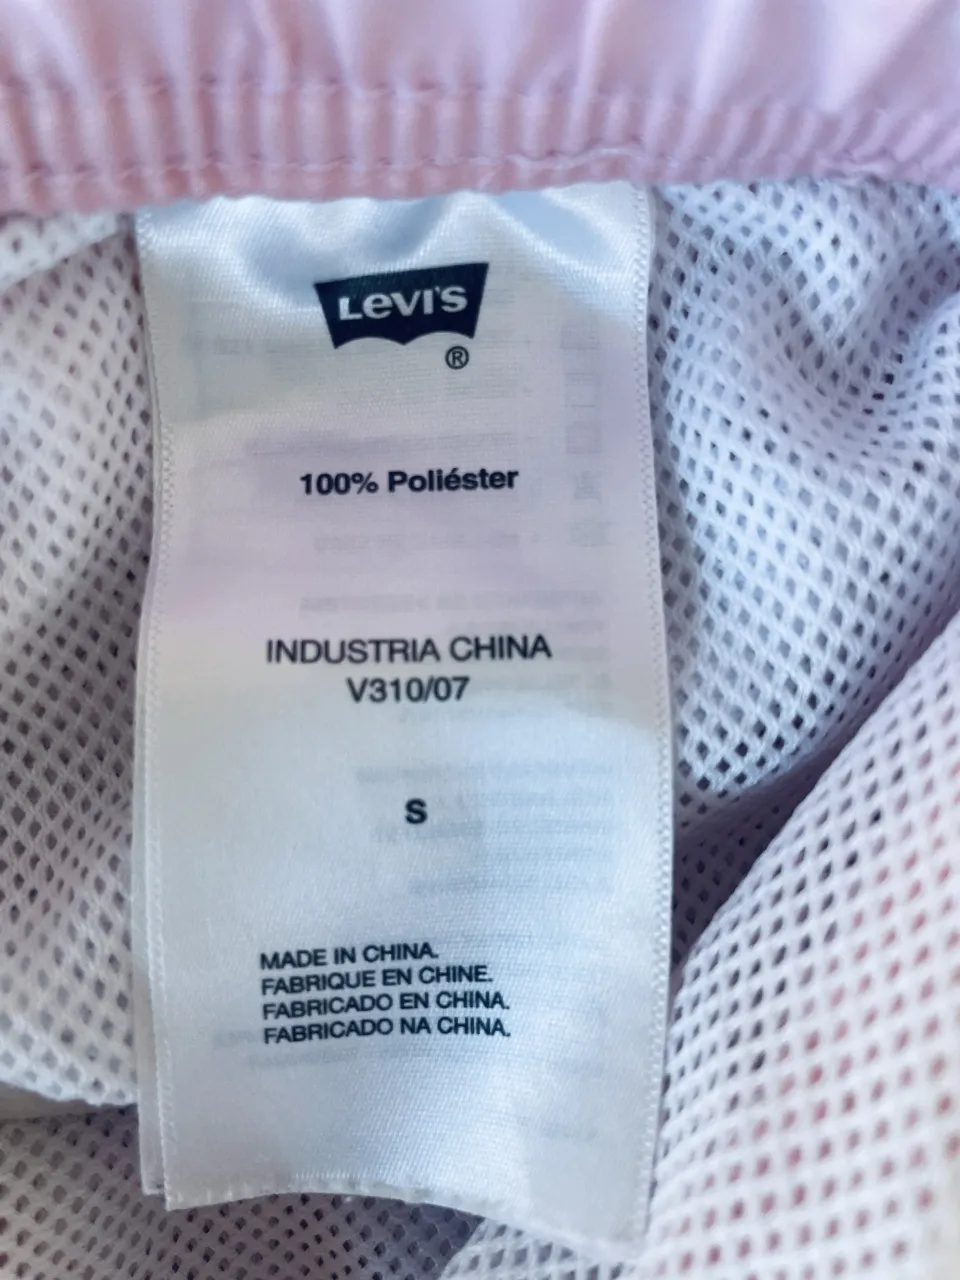 LEVI'S
®
100% Poliéster
INDUSTRIA CHINA
V310/07
S
MADE IN CHINA.
FABRIQUE EN CHINE.
FABRICADO EN CHINA.
FABRICADO NA CHINA.